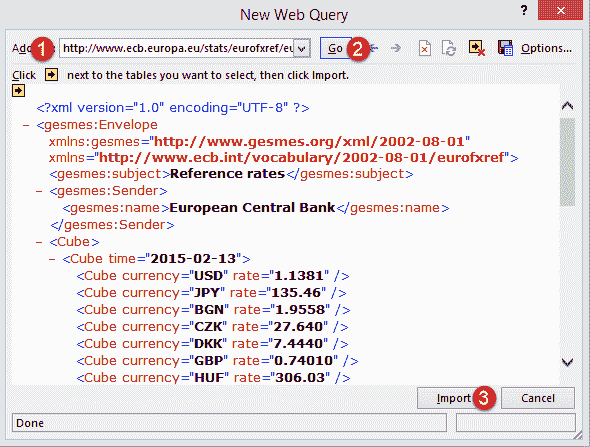 New Web Query
? ×
Ad 1 http://www.ecb.europa.eu/stats/eurofxref/eu Go 2 Options...
Click next to the tables you want to select, then click Import.
<?xml version="1.0" encoding="UTF-8" ?>
– <gesmes:Envelope
xmlns:gesmes="http://www.gesmes.org/xml/2002-08-01"
xmlns="http://www.ecb.int/vocabulary/2002-08-01/eurofxref">
<gesmes:subject>Reference rates</gesmes:subject>
– <gesmes:Sender>
<gesmes:name>European Central Bank</gesmes:name>
</gesmes:Sender>
– <Cube>
– <Cube time="2015-02-13">
<Cube currency="USD" rate="1.1381" />
<Cube currency="JPY" rate="135.46" />
<Cube currency="BGN" rate="1.9558" />
<Cube currency="CZK" rate="27.640" />
<Cube currency="DKK" rate="7.4440" />
<Cube currency="GBP" rate="0.74010" />
<Cube currency="HUF" rate="306.03" />
Import 3 Cancel
Done